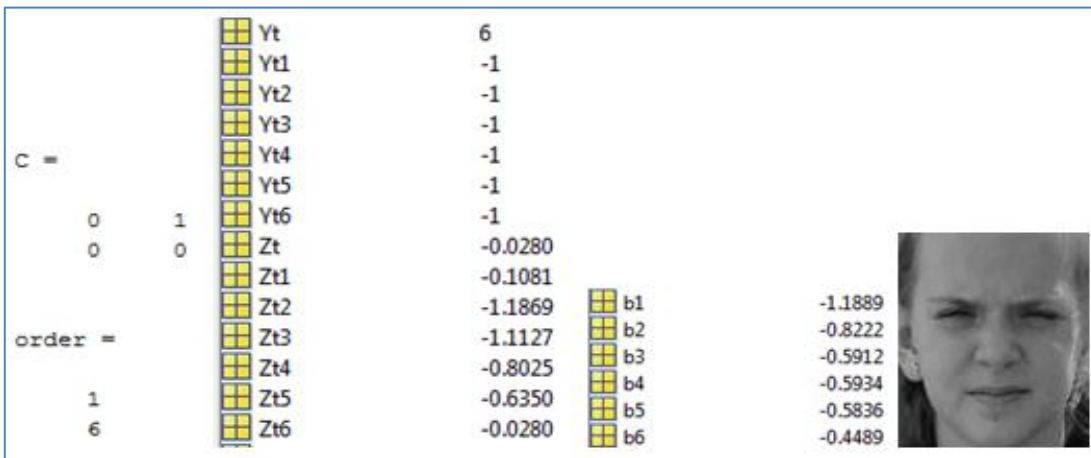 C =
0 1
0 0
order =
1
6
Yt 6
Yt1 -1
Yt2 -1
Yt3 -1
Yt4 -1
Yt5 -1
Yt6 -1
Zt -0.0280
Zt1 -0.1081
Zt2 -1.1869
Zt3 -1.1127
Zt4 -0.8025
Zt5 -0.6350
Zt6 -0.0280
b1 -1.1889
b2 -0.8222
b3 -0.5912
b4 -0.5934
b5 -0.5836
b6 -0.4489